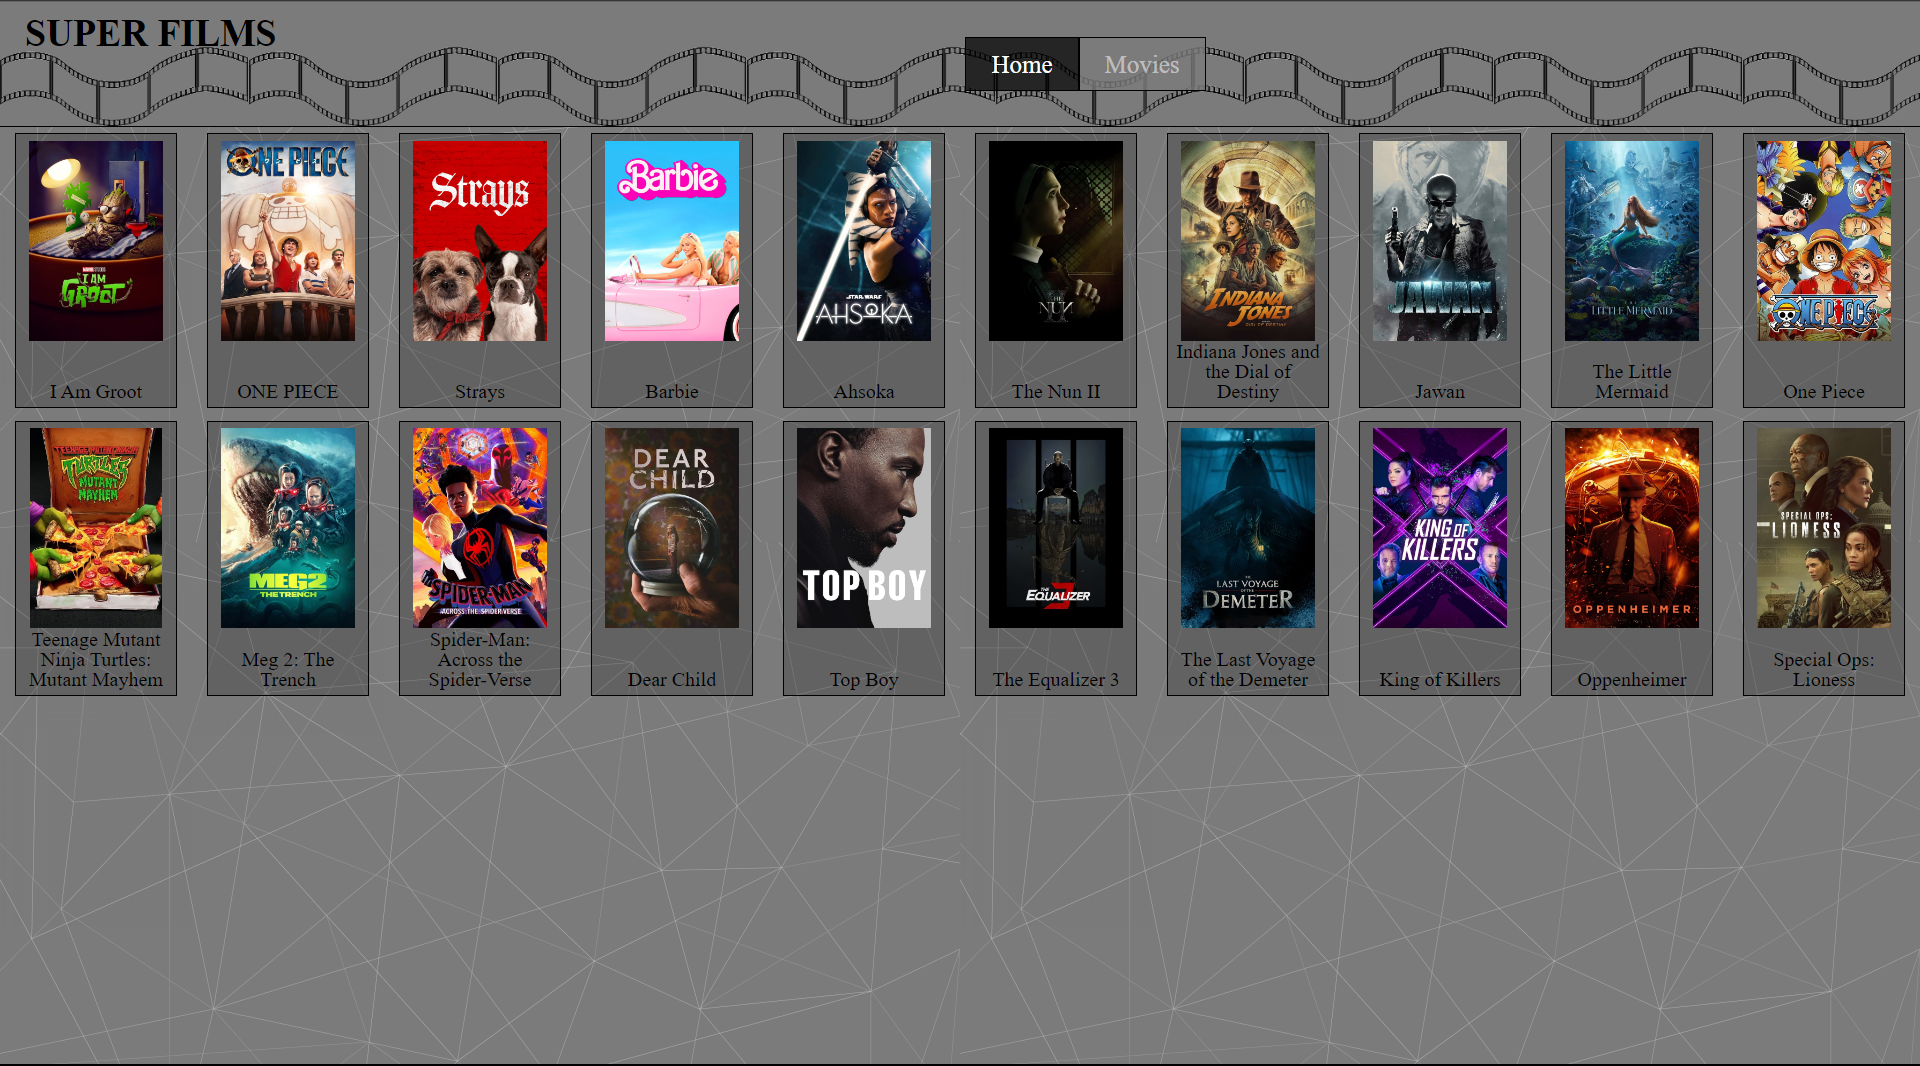 SUPER FILMS
Home
Movies
MARVEL STUDIOS
I AM
GROOT
ONE PIECE
Strays
Barbie
STAR WARS
AHSOKA
THE
NUN
II
INDIANA
JONES
AND THE
DIAL OF DESTINY
JAWAN
THE
LITTLE MERMAID
ONE PIECE
I Am Groot
ONE PIECE
Strays
Barbie
Ahsoka
The Nun II
Indiana Jones and
the Dial of
Destiny
Jawan
The Little
Mermaid
One Piece
TEENAGE MUTANT NINJA
TURTLES
MUTANT
MAYHEM
MEG2
THE TRENCH
SPIDER-MAN
ACROSS THE SPIDER-VERSE
DEAR
CHILD
TOP BOY
THE
EQUALIZER
3
LAST VOYAGE
OF THE
DEMETER
KING OF
KILLERS
OPPENHEIMER
SPECIAL OPS:
LIONESS
Teenage Mutant
Ninja Turtles:
Mutant Mayhem
Meg 2: The
Trench
Spider-Man:
Across the
Spider-Verse
Dear Child
Top Boy
The Equalizer 3
The Last Voyage
of the Demeter
King of Killers
Oppenheimer
Special Ops:
Lioness